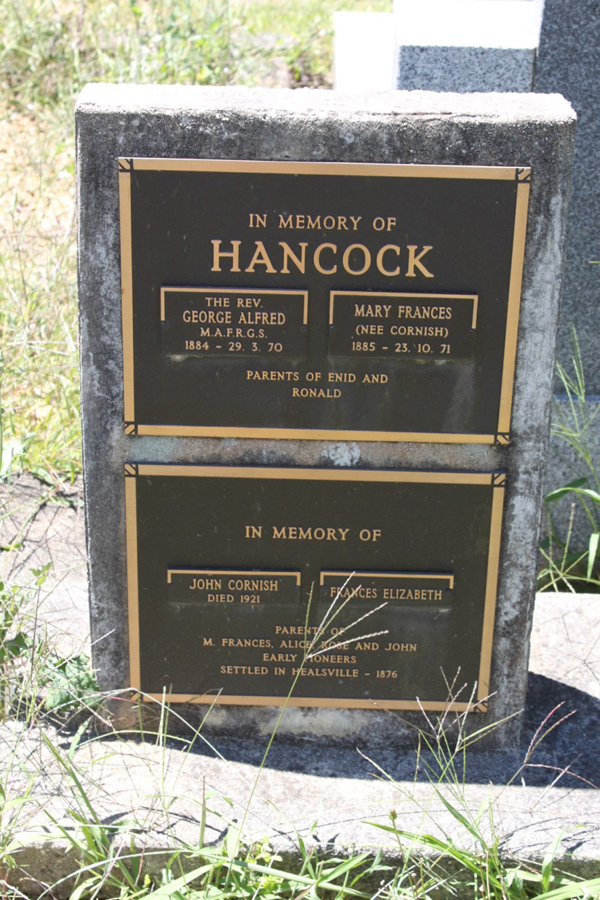 IN MEMORY OF
HANCOCK
THE REV.
GEORGE ALFRED
M.A.F.R.G.S.
1884 - 29. 3. 70
MARY FRANCES
(NEE CORNISH)
1885 - 23. 10. 71
PARENTS OF ENID AND
RONALD
IN MEMORY OF
JOHN CORNISH
DIED 1921
FRANCES ELIZABETH
PARENTS OF
M. FRANCES, ALICE, ROSE AND JOHN
EARLY PIONEERS
SETTLED IN HEALSVILLE - 1876